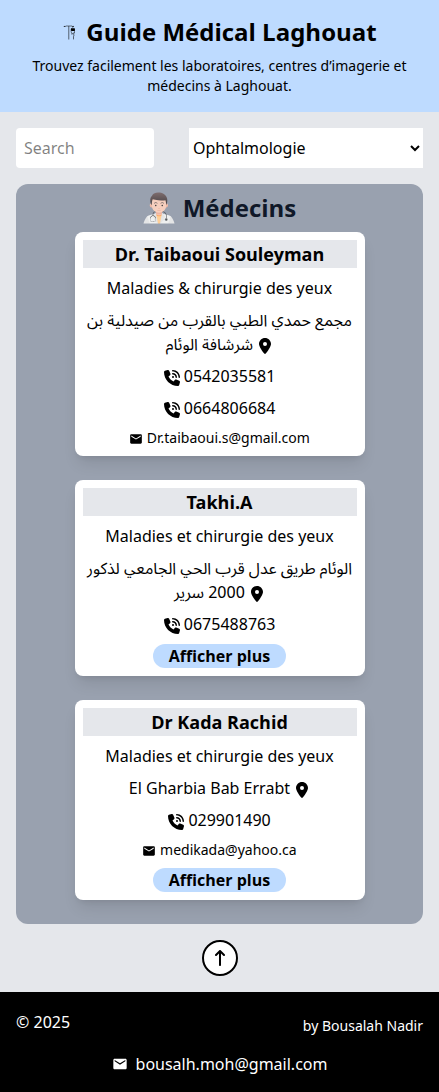 Guide Médical Laghouat
Trouvez facilement les laboratoires, centres d’imagerie et
médecins à Laghouat.
Search
Ophtalmologie
Médecins
Dr. Taibaoui Souleyman
Maladies & chirurgie des yeux
مجمع حمدي الطبي بالقرب من صيدلية بن
شرشافة الوئام
0542035581
0664806684
Dr.taibaoui.s@gmail.com
Takhi.A
Maladies et chirurgie des yeux
الوئام طريق عدل قرب الحي الجامعي لذكور
2000 سرير
0675488763
Afficher plus
Dr Kada Rachid
Maladies et chirurgie des yeux
El Gharbia Bab Errabt
029901490
medikada@yahoo.ca
Afficher plus
© 2025
by Bousalah Nadir
bousalh.moh@gmail.com